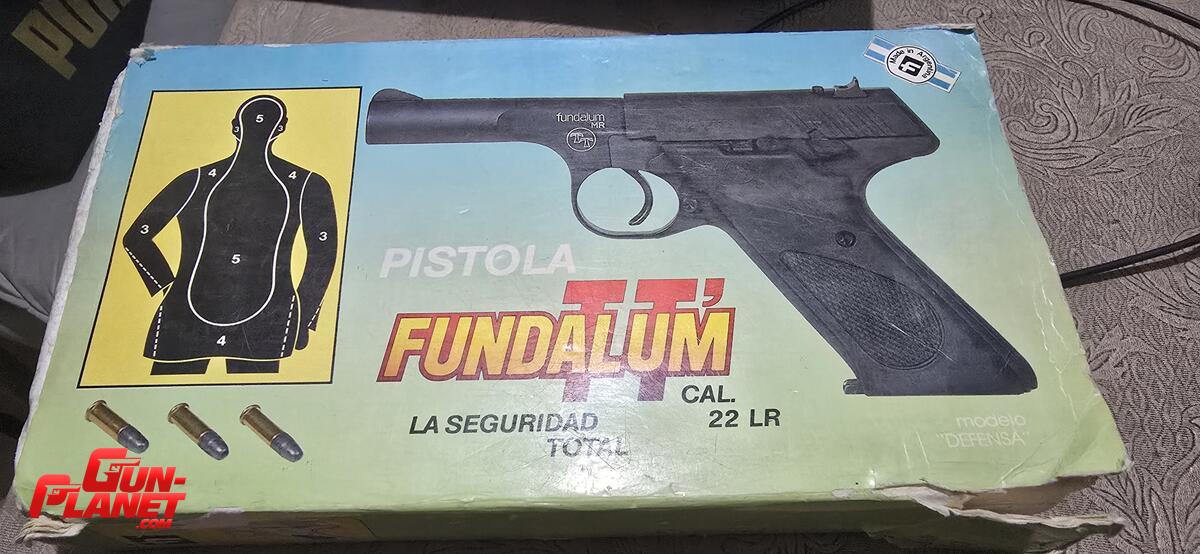 PUMA
Made in Argentina
fundalum
MR
TT
5
3
3
4
4
3
3
5
4
PISTOLA
TT'
FUNDALUM
CAL.
22 LR
LA SEGURIDAD
TOTAL
modelo
"DEFENSA"
GUN-
PLANET
.COM